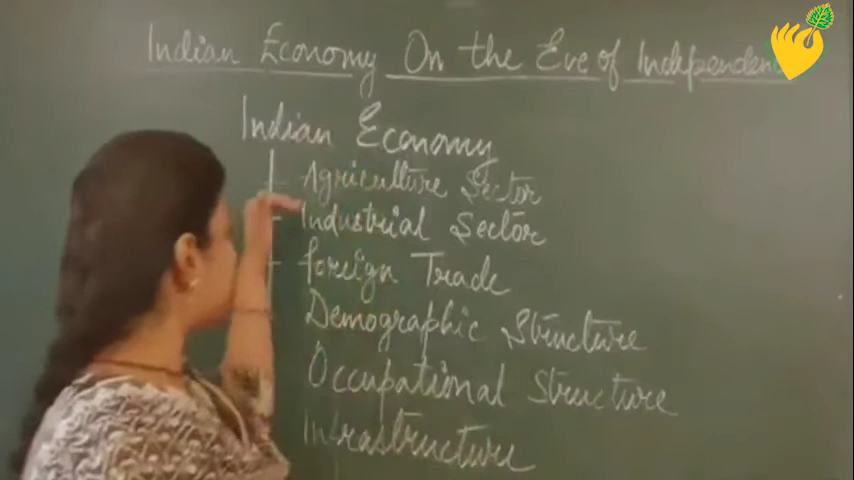 Indian Economy On the Eve of Independen
Indian Economy
Agriculture Sector
Industrial Sector
Foreign Trade
Demographic Structure
Occupational Structure
Infrastructure